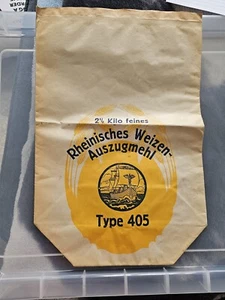 2½ Kilo feines
Rheinisches Weizen-
Auszugmehl
Type 405